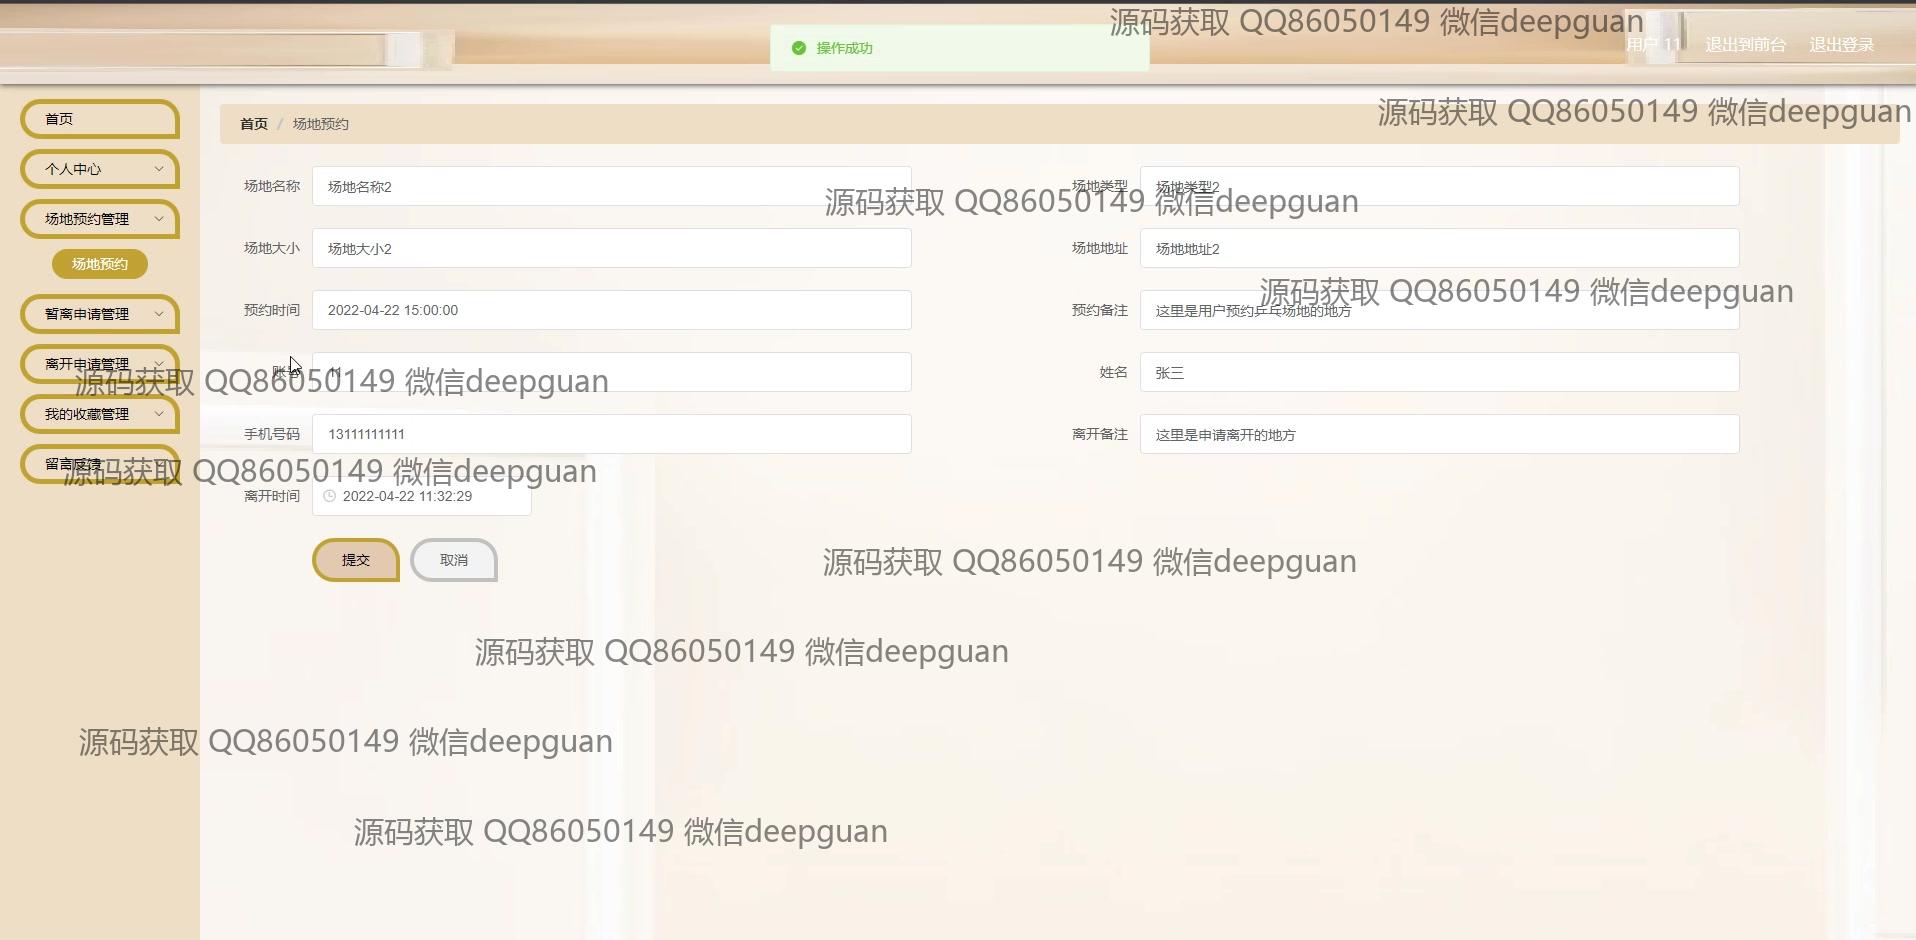 源码获取 QQ86050149 微信deepguan
操作成功
用户 11 退出到前台 退出登录
首页
个人中心
场地预约管理
场地预约
暂离申请管理
离开申请管理
我的收藏管理
留言反馈
首页 / 场地预约
源码获取 QQ86050149 微信deepguan
场地名称 场地名称2
场地类型 场地类型2
源码获取 QQ86050149 微信deepguan
场地大小 场地大小2
场地地址 场地地址2
源码获取 QQ86050149 微信deepguan
预约时间 2022-04-22 15:00:00
预约备注 这里是用户预约乒乓场地的地方
账号 11
姓名 张三
源码获取 QQ86050149 微信deepguan
手机号码 13111111111
离开备注 这里是申请离开的地方
源码获取 QQ86050149 微信deepguan
离开时间 2022-04-22 11:32:29
提交 取消
源码获取 QQ86050149 微信deepguan
源码获取 QQ86050149 微信deepguan
源码获取 QQ86050149 微信deepguan
源码获取 QQ86050149 微信deepguan